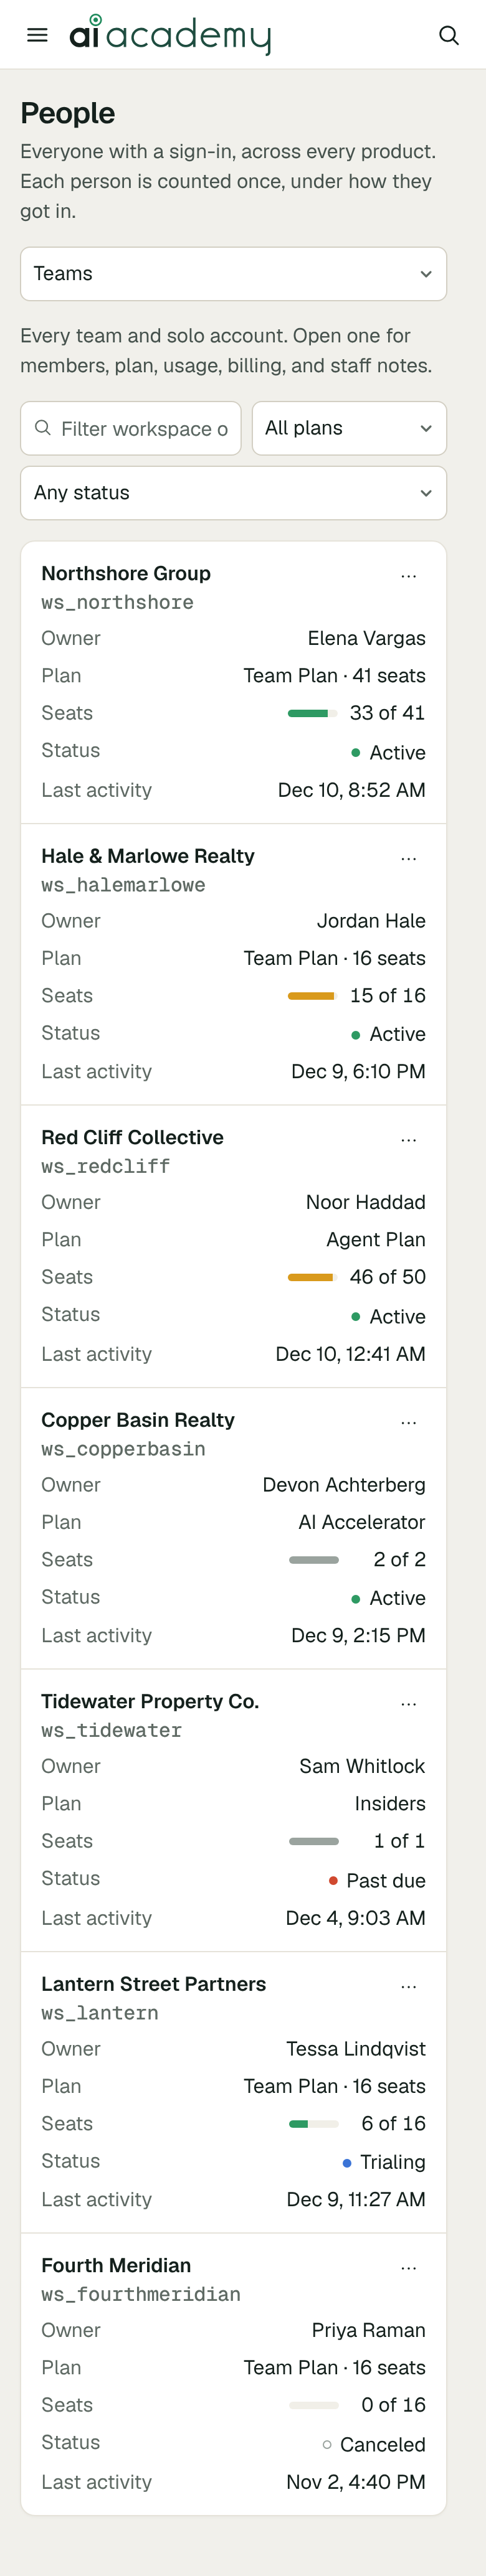 ai academy
People
Everyone with a sign-in, across every product.
Each person is counted once, under how they
got in.
Teams
Every team and solo account. Open one for
members, plan, usage, billing, and staff notes.
Filter workspace o
All plans
Any status
Northshore Group ...
ws_northshore
Owner Elena Vargas
Plan Team Plan · 41 seats
Seats 33 of 41
Status Active
Last activity Dec 10, 8:52 AM
Hale & Marlowe Realty ...
ws_halemarlowe
Owner Jordan Hale
Plan Team Plan · 16 seats
Seats 15 of 16
Status Active
Last activity Dec 9, 6:10 PM
Red Cliff Collective ...
ws_redcliff
Owner Noor Haddad
Plan Agent Plan
Seats 46 of 50
Status Active
Last activity Dec 10, 12:41 AM
Copper Basin Realty ...
ws_copperbasin
Owner Devon Achterberg
Plan AI Accelerator
Seats 2 of 2
Status Active
Last activity Dec 9, 2:15 PM
Tidewater Property Co. ...
ws_tidewater
Owner Sam Whitlock
Plan Insiders
Seats 1 of 1
Status Past due
Last activity Dec 4, 9:03 AM
Lantern Street Partners ...
ws_lantern
Owner Tessa Lindqvist
Plan Team Plan · 16 seats
Seats 6 of 16
Status Trialing
Last activity Dec 9, 11:27 AM
Fourth Meridian ...
ws_fourthmeridian
Owner Priya Raman
Plan Team Plan · 16 seats
Seats 0 of 16
Status Canceled
Last activity Nov 2, 4:40 PM